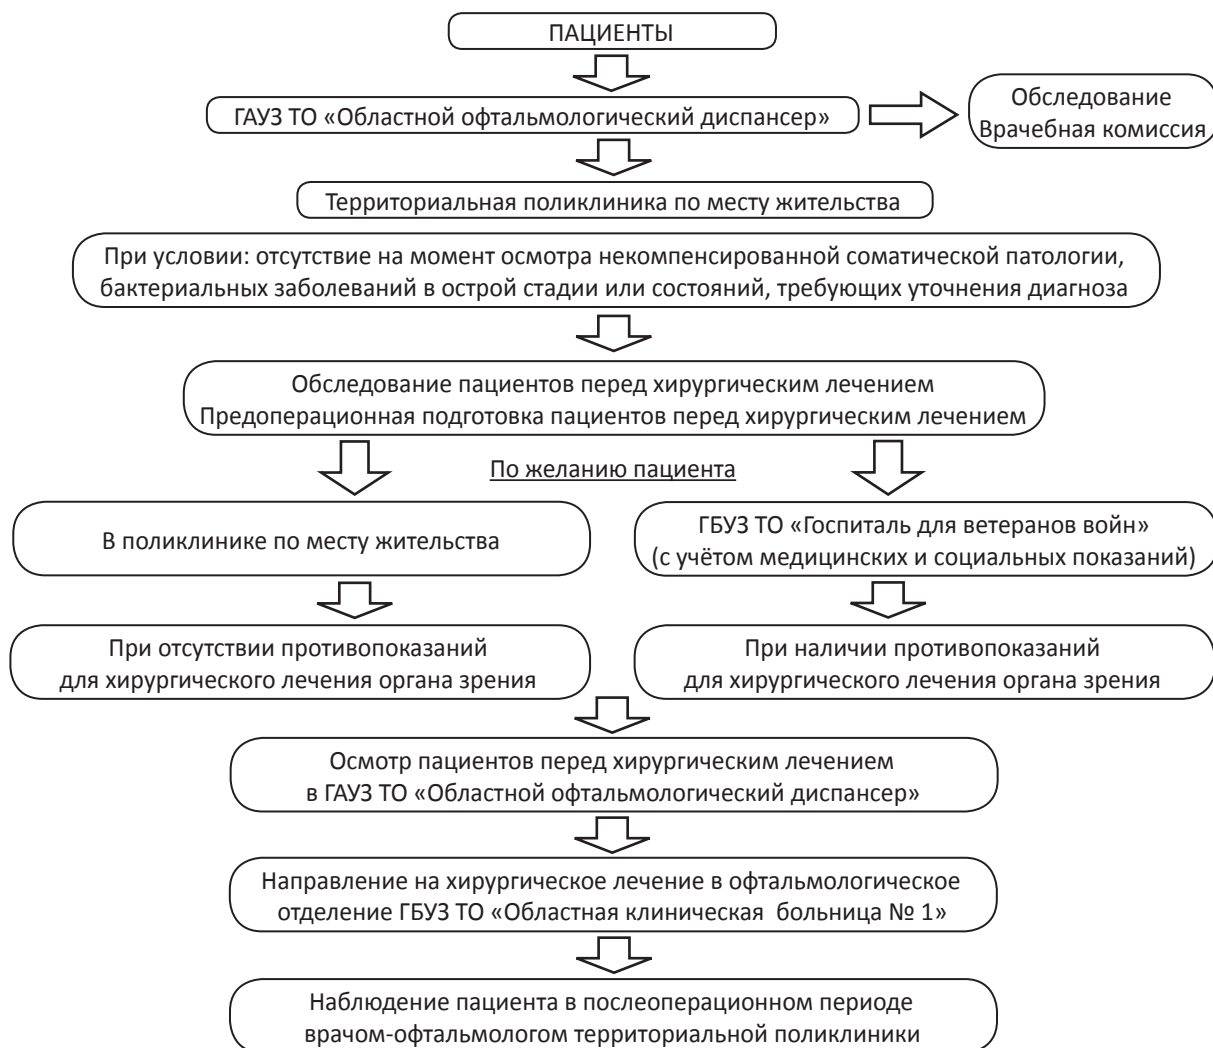 ПАЦИЕНТЫ
ГАУЗ ТО «Областной офтальмологический диспансер»
Обследование
Врачебная комиссия
Территориальная поликлиника по месту жительства
При условии: отсутствие на момент осмотра некомпенсированной соматической патологии,
бактериальных заболеваний в острой стадии или состояний, требующих уточнения диагноза
Обследование пациентов перед хирургическим лечением
Предоперационная подготовка пациентов перед хирургическим лечением
По желанию пациента
В поликлинике по месту жительства
ГБУЗ ТО «Госпиталь для ветеранов войн»
(с учётом медицинских и социальных показаний)
При отсутствии противопоказаний
для хирургического лечения органа зрения
При наличии противопоказаний
для хирургического лечения органа зрения
Осмотр пациентов перед хирургическим лечением
в ГАУЗ ТО «Областной офтальмологический диспансер»
Направление на хирургическое лечение в офтальмологическое
отделение ГБУЗ ТО «Областная клиническая больница № 1»
Наблюдение пациента в послеоперационном периоде
врачом-офтальмологом территориальной поликлиники